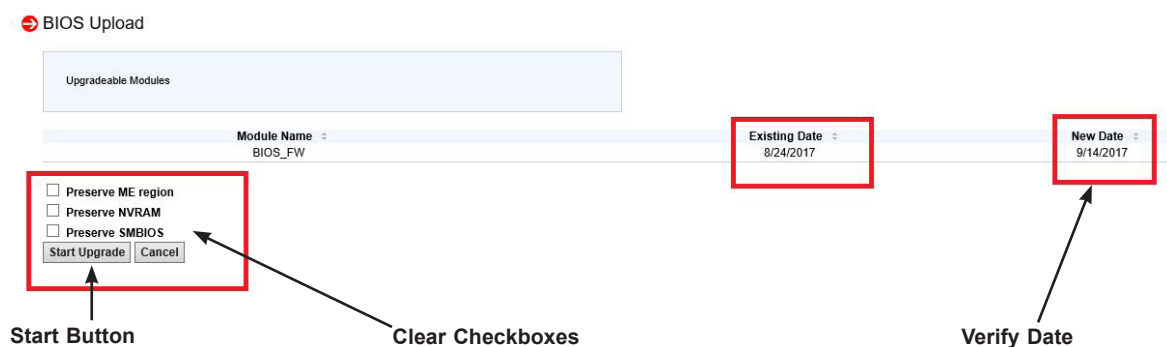 BIOS Upload
Upgradeable Modules
Module Name Existing Date New Date
BIOS_FW 8/24/2017 9/14/2017
Preserve ME region
Preserve NVRAM
Preserve SMBIOS
Start Upgrade Cancel
Start Button Clear Checkboxes Verify Date